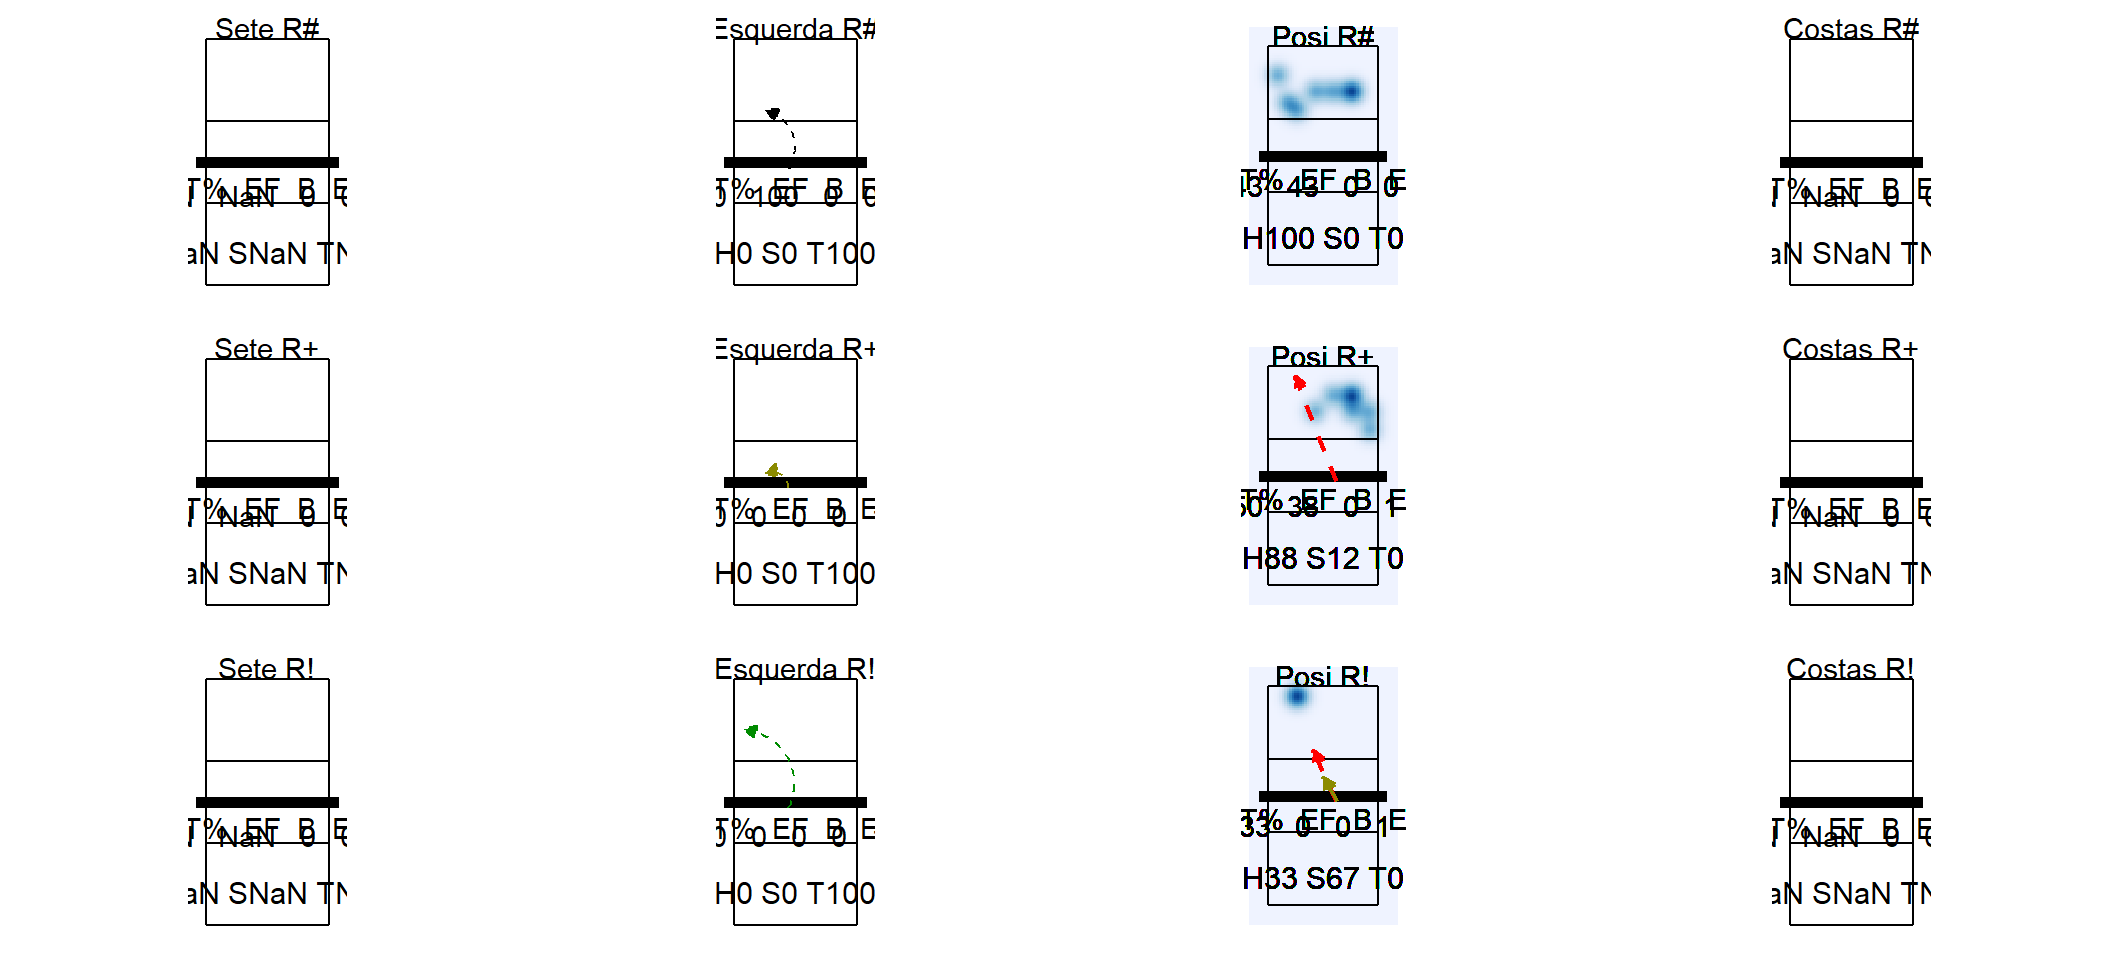 Sete R#
Esquerda R#
Posi R#
Costas R#
T% EF B E
NaN 0
T% EF B E
100 0 0
T% EF B E
43 43 0 0
T% EF B E
NaN 0
aN SNaN TN
H0 S0 T100
H100 S0 T0
aN SNaN TN
Sete R+
Esquerda R+
Posi R+
Costas R+
T% EF B E
NaN 0
T% EF B E
0 0 0 0
T% EF B E
50 38 0 1
T% EF B E
NaN 0
aN SNaN TN
H0 S0 T100
H88 S12 T0
aN SNaN TN
Sete R!
Esquerda R!
Posi R!
Costas R!
T% EF B E
NaN 0
T% EF B E
0 0 0 0
T% EF B E
33 0 0 1
T% EF B E
NaN 0
aN SNaN TN
H0 S0 T100
H33 S67 T0
aN SNaN TN